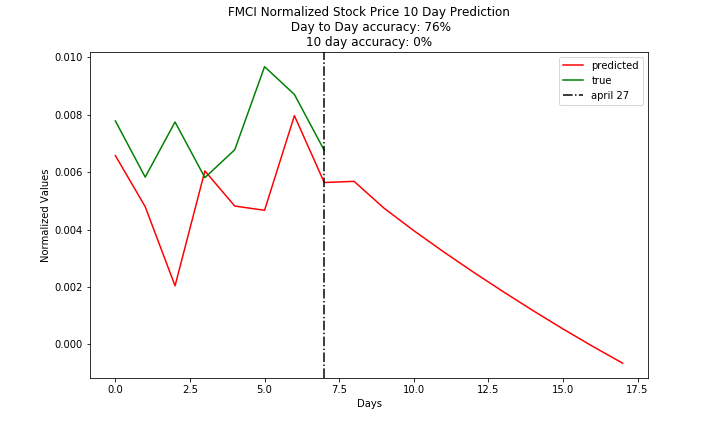 FMCI Normalized Stock Price 10 Day Prediction
Day to Day accuracy: 76%
10 day accuracy: 0%
predicted
true
april 27
Normalized Values
0.010
0.008
0.006
0.004
0.002
0.000
0.0
2.5
5.0
7.5
10.0
12.5
15.0
17.5
Days